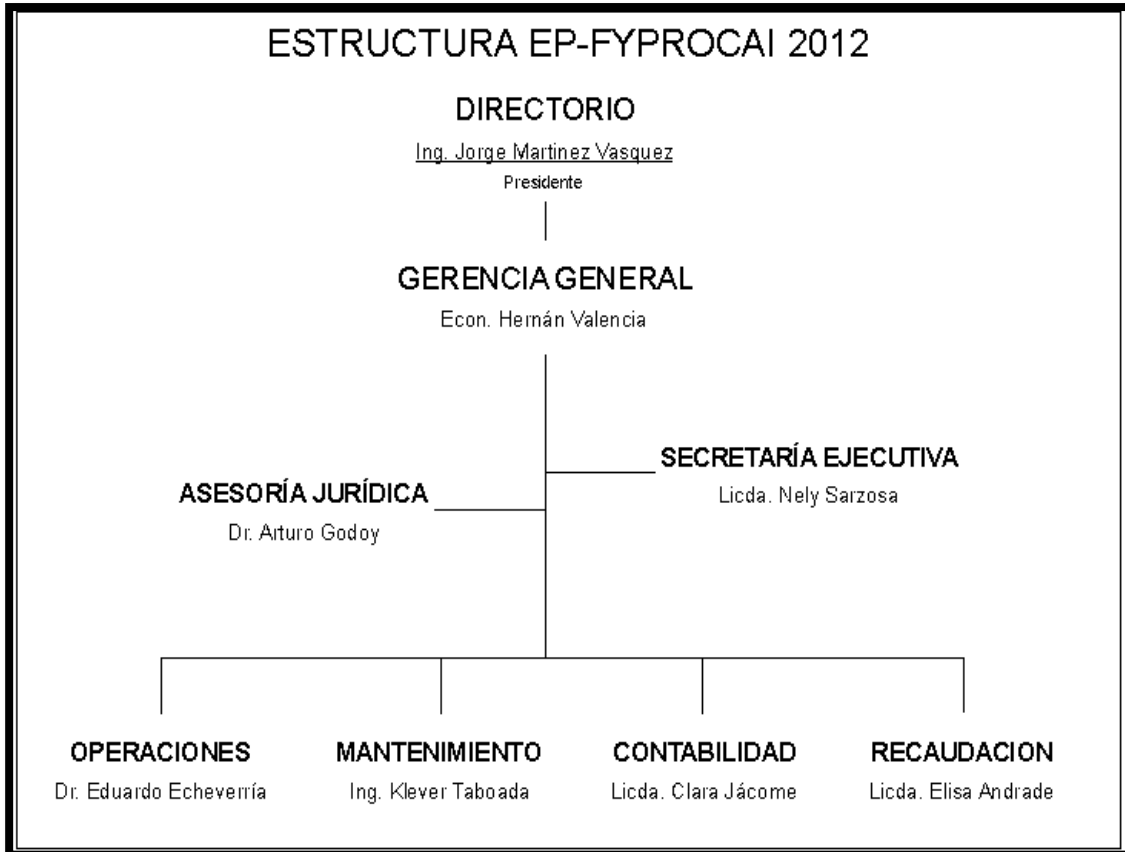 ESTRUCTURA EP-FYPROCAI 2012
DIRECTORIO
Ing. Jorge Martinez Vasquez
Presidente
GERENCIA GENERAL
Econ. Hernán Valencia
SECRETARÍA EJECUTIVA
Licda. Nely Sarzosa
ASESORÍA JURÍDICA
Dr. Arturo Godoy
OPERACIONES
Dr. Eduardo Echeverría
MANTENIMIENTO
Ing. Klever Taboada
CONTABILIDAD
Licda. Clara Jácome
RECAUDACION
Licda. Elisa Andrade